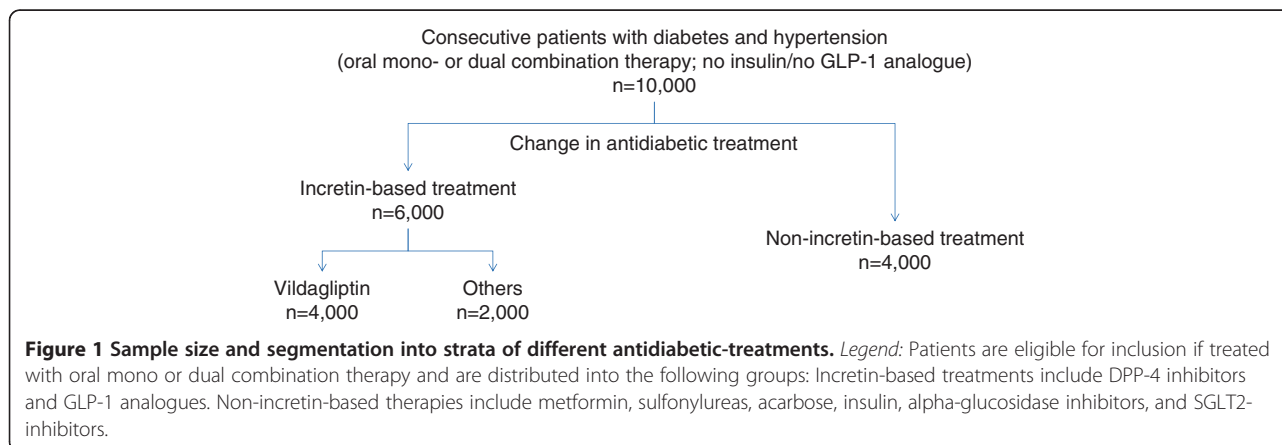 Consecutive patients with diabetes and hypertension
(oral mono- or dual combination therapy; no insulin/no GLP-1 analogue)
n=10,000
Change in antidiabetic treatment
Incretin-based treatment
n=6,000
Non-incretin-based treatment
n=4,000
Vildagliptin
n=4,000
Others
n=2,000
Figure 1 Sample size and segmentation into strata of different antidiabetic-treatments. Legend: Patients are eligible for inclusion if treated
with oral mono or dual combination therapy and are distributed into the following groups: Incretin-based treatments include DPP-4 inhibitors
and GLP-1 analogues. Non-incretin-based therapies include metformin, sulfonylureas, acarbose, insulin, alpha-glucosidase inhibitors, and SGLT2-
inhibitors.